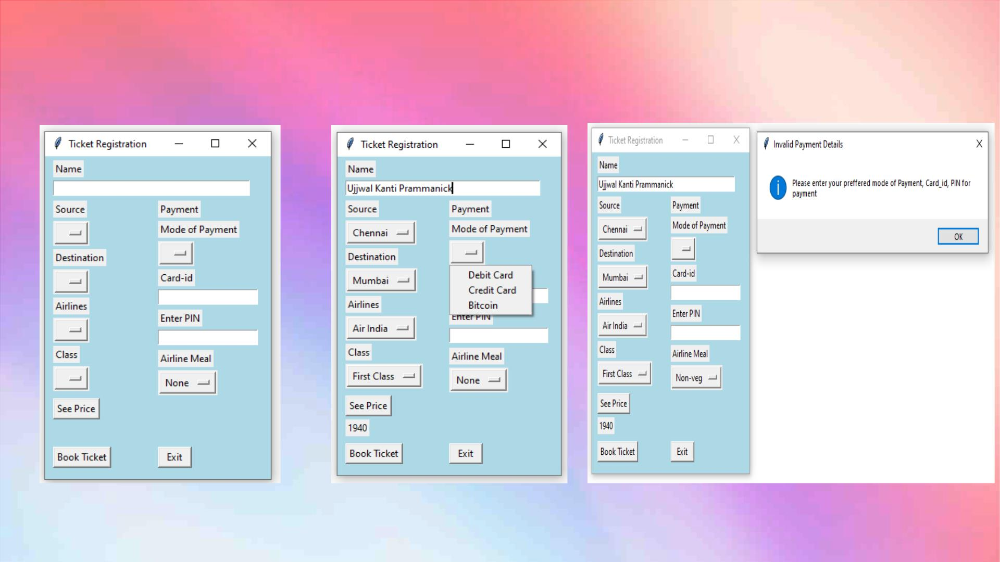 Ticket Registration
Name
Source
Payment
Mode of Payment
Destination
Card-id
Airlines
Enter PIN
Class
Airline Meal
None
See Price
Book Ticket
Exit
Ticket Registration
Name
Ujjwal Kanti Prammanick
Source
Payment
Chennai
Mode of Payment
Destination
Debit Card
Mumbai
Credit Card
Bitcoin
Airlines
Enter PIN
Air India
Class
Airline Meal
First Class
None
See Price
1940
Book Ticket
Exit
Ticket Registration
Name
Ujjwal Kanti Prammanick
Source
Payment
Chennai
Mode of Payment
Destination
Card-id
Mumbai
Airlines
Enter PIN
Air India
Class
Airline Meal
First Class
Non-veg
See Price
1940
Book Ticket
Exit
Invalid Payment Details
Please enter your preffered mode of Payment, Card_id, PIN for
payment
OK